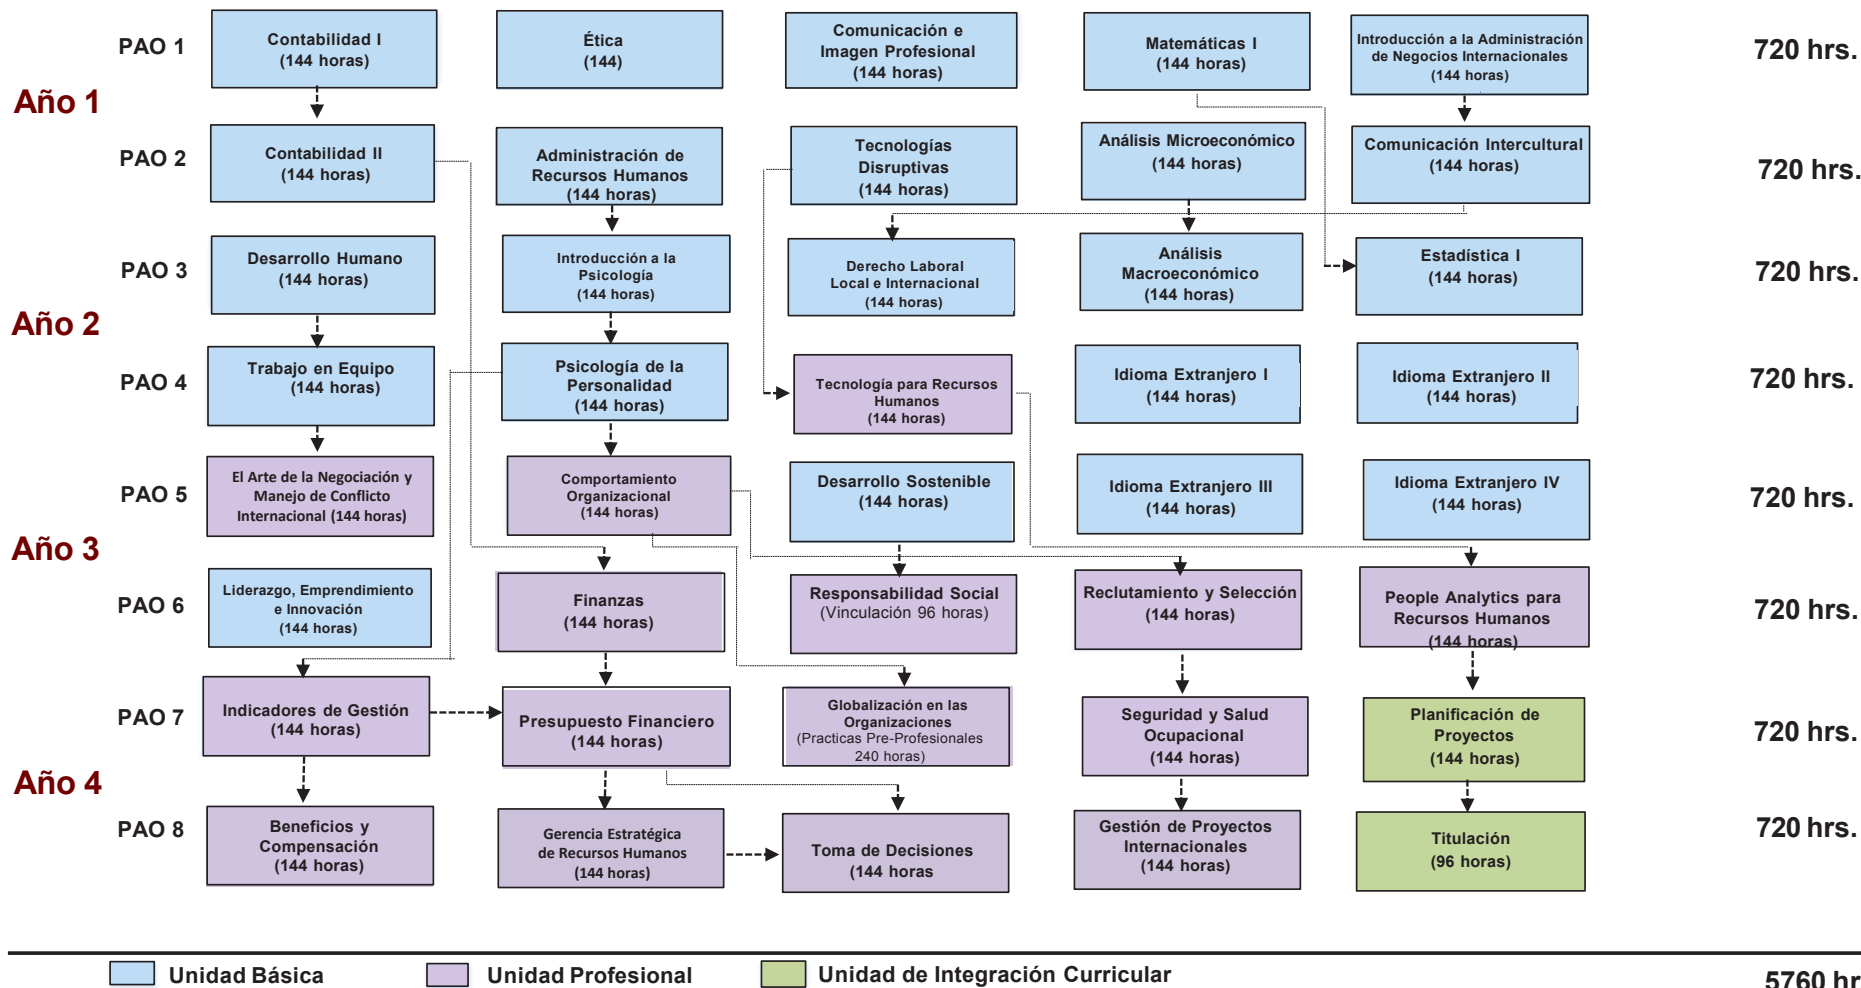 PAO 1
Contabilidad I
(144 horas)
Ética
(144)
Comunicación e
Imagen Profesional
(144 horas)
Matemáticas I
(144 horas)
Introducción a la Administración
de Negocios Internacionales
(144 horas)
720 hrs.
Año 1
PAO 2
Contabilidad II
(144 horas)
Administración de
Recursos Humanos
(144 horas)
Tecnologías
Disruptivas
(144 horas)
Análisis Microeconómico
(144 horas)
Comunicación Intercultural
(144 horas)
720 hrs.
PAO 3
Desarrollo Humano
(144 horas)
Introducción a la
Psicología
(144 horas)
Derecho Laboral
Local e Internacional
(144 horas)
Análisis
Macroeconómico
(144 horas)
Estadística I
(144 horas)
720 hrs.
Año 2
PAO 4
Trabajo en Equipo
(144 horas)
Psicología de la
Personalidad
(144 horas)
Tecnología para Recursos
Humanos
(144 horas)
Idioma Extranjero I
(144 horas)
Idioma Extranjero II
(144 horas)
720 hrs.
PAO 5
El Arte de la Negociación y
Manejo de Conflicto
Internacional (144 horas)
Comportamiento
Organizacional
(144 horas)
Desarrollo Sostenible
(144 horas)
Idioma Extranjero III
(144 horas)
Idioma Extranjero IV
(144 horas)
720 hrs.
Año 3
PAO 6
Liderazgo, Emprendimiento
e Innovación
(144 horas)
Finanzas
(144 horas)
Responsabilidad Social
(Vinculación 96 horas)
Reclutamiento y Selección
(144 horas)
People Analytics para
Recursos Humanos
(144 horas)
720 hrs.
PAO 7
Indicadores de Gestión
(144 horas)
Presupuesto Financiero
(144 horas)
Globalización en las
Organizaciones
(Practicas Pre-Profesionales
240 horas)
Seguridad y Salud
Ocupacional
(144 horas)
Planificación de
Proyectos
(144 horas)
720 hrs.
Año 4
PAO 8
Beneficios y
Compensación
(144 horas)
Gerencia Estratégica
de Recursos Humanos
(144 horas)
Toma de Decisiones
(144 horas
Gestión de Proyectos
Internacionales
(144 horas)
Titulación
(96 horas)
720 hrs.
Unidad Básica
Unidad Profesional
Unidad de Integración Curricular
5760 hr